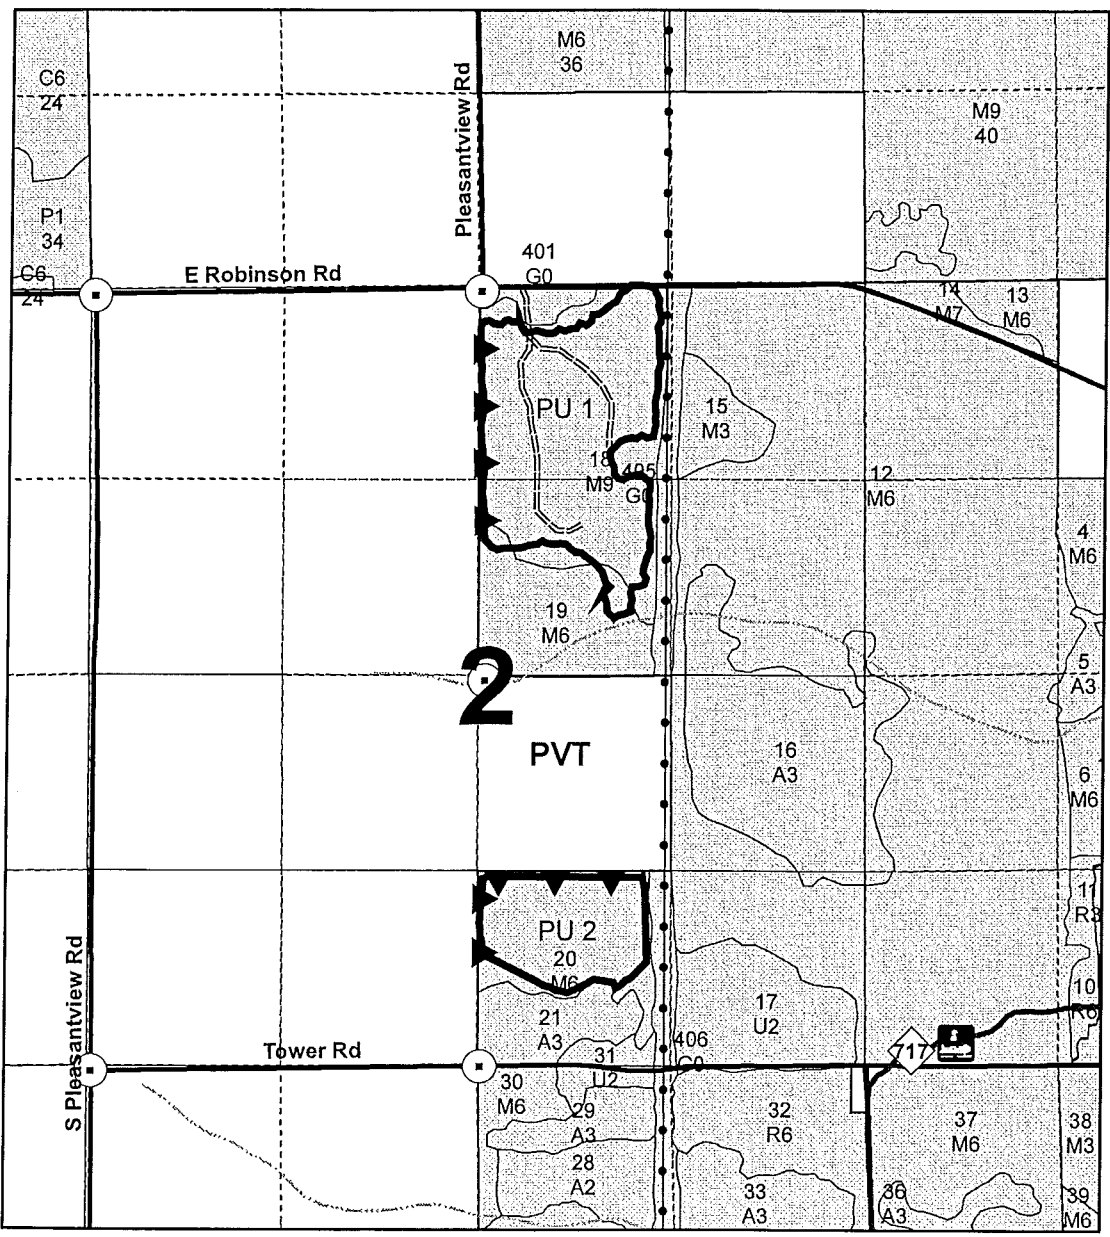 M6
36
C6
24
Pleasantview Rd
M9
40
P1
34
C6
24
E Robinson Rd
401
G0
14
M7
13
M6
PU 1
15
M3
18
M9
405
G0
12
M6
4
M6
19
M6
5
A3
2
PVT
16
A3
6
M6
11
R3
PU 2
20
M6
S Pleasantview Rd
10
R6
17
U2
21
A3
Tower Rd
31
U2
406
G0
717
30
M6
29
A3
32
R6
37
M6
38
M3
28
A2
33
A3
36
A3
39
M6